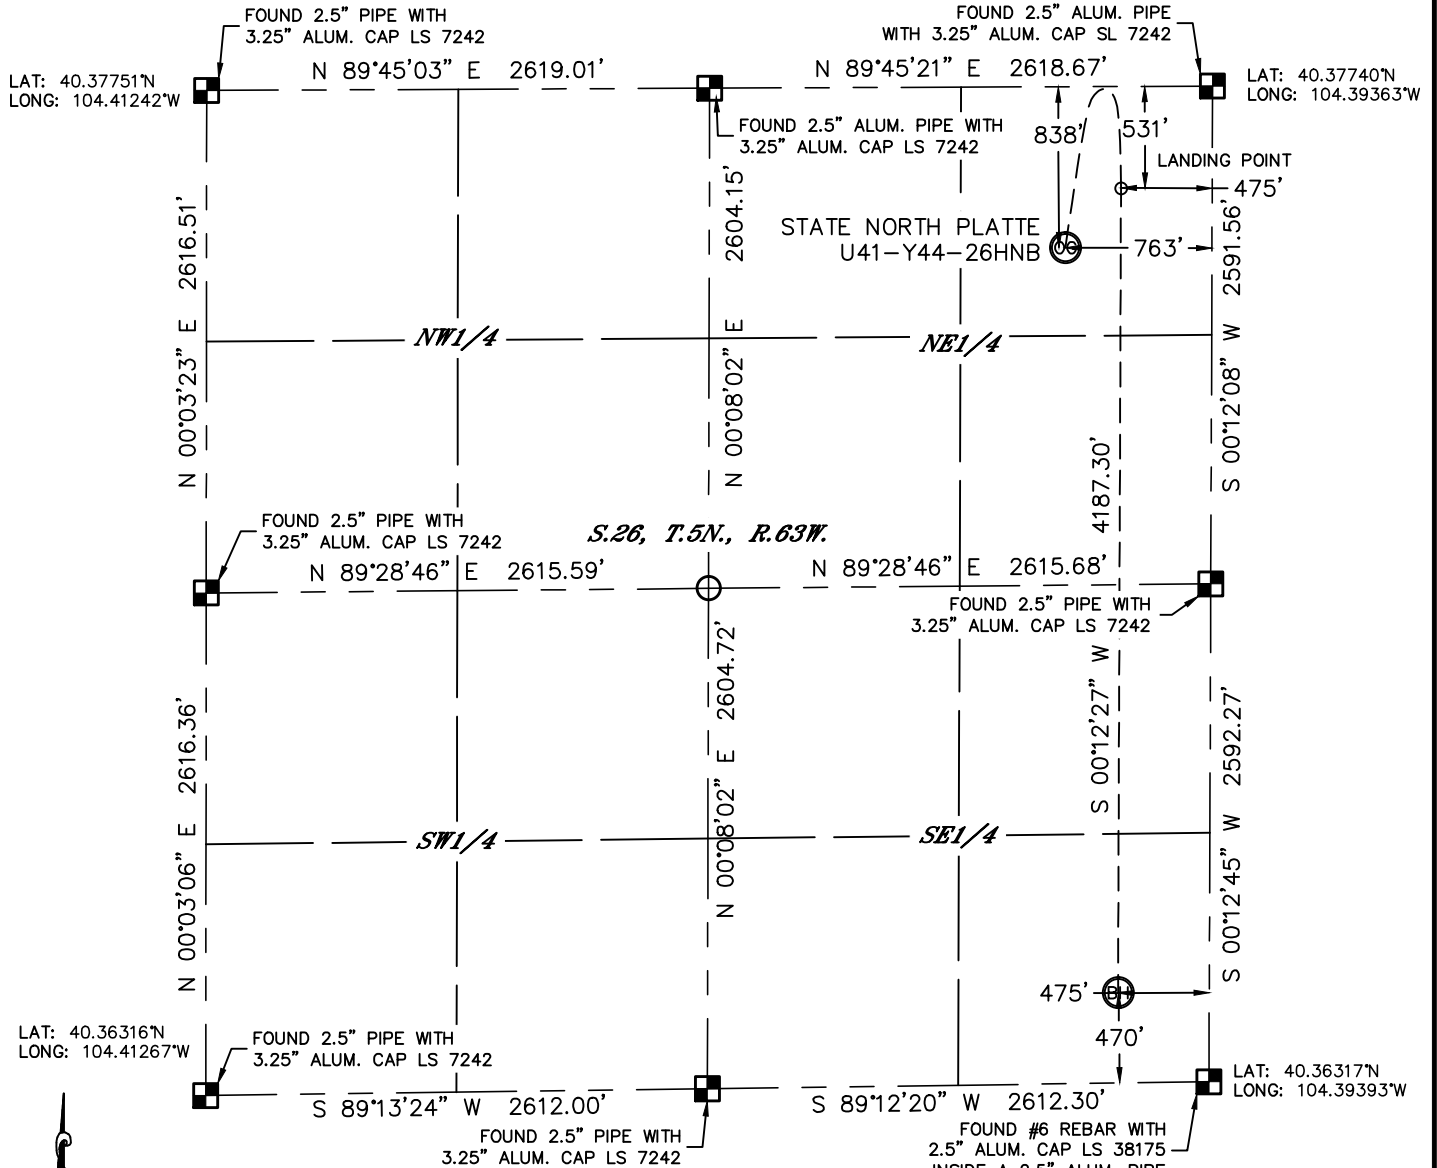 FOUND 2.5" PIPE WITH
3.25" ALUM. CAP LS 7242
FOUND 2.5" ALUM. PIPE
WITH 3.25" ALUM. CAP SL 7242
LAT: 40.37751°N
LONG: 104.41242°W
N 89°45'03" E 2619.01'
N 89°45'21" E 2618.67'
LAT: 40.37740°N
LONG: 104.39363°W
FOUND 2.5" ALUM. PIPE WITH
3.25" ALUM. CAP LS 7242
838'
531'
LANDING POINT
475'
STATE NORTH PLATTE
U41-Y44-26HNB
763'
N 00°03'23" E 2616.51'
N 00°08'02" E 2604.15'
S 00°12'08" W 2591.56'
NW1/4
NE1/4
FOUND 2.5" PIPE WITH
3.25" ALUM. CAP LS 7242
S.26, T.5N., R.63W.
N 89°28'46" E 2615.59'
N 89°28'46" E 2615.68'
FOUND 2.5" PIPE WITH
3.25" ALUM. CAP LS 7242
S 00°12'27" W 4187.30'
N 00°03'06" E 2616.36'
N 00°08'02" E 2604.72'
S 00°12'45" W 2592.27'
SW1/4
SE1/4
475'
BH
470'
LAT: 40.36316°N
LONG: 104.41267°W
FOUND 2.5" PIPE WITH
3.25" ALUM. CAP LS 7242
S 89°13'24" W 2612.00'
S 89°12'20" W 2612.30'
LAT: 40.36317°N
LONG: 104.39393°W
FOUND 2.5" PIPE WITH
3.25" ALUM. CAP LS 7242
FOUND #6 REBAR WITH
2.5" ALUM. CAP LS 38175
INSIDE A 2.5" ALUM. PIPE